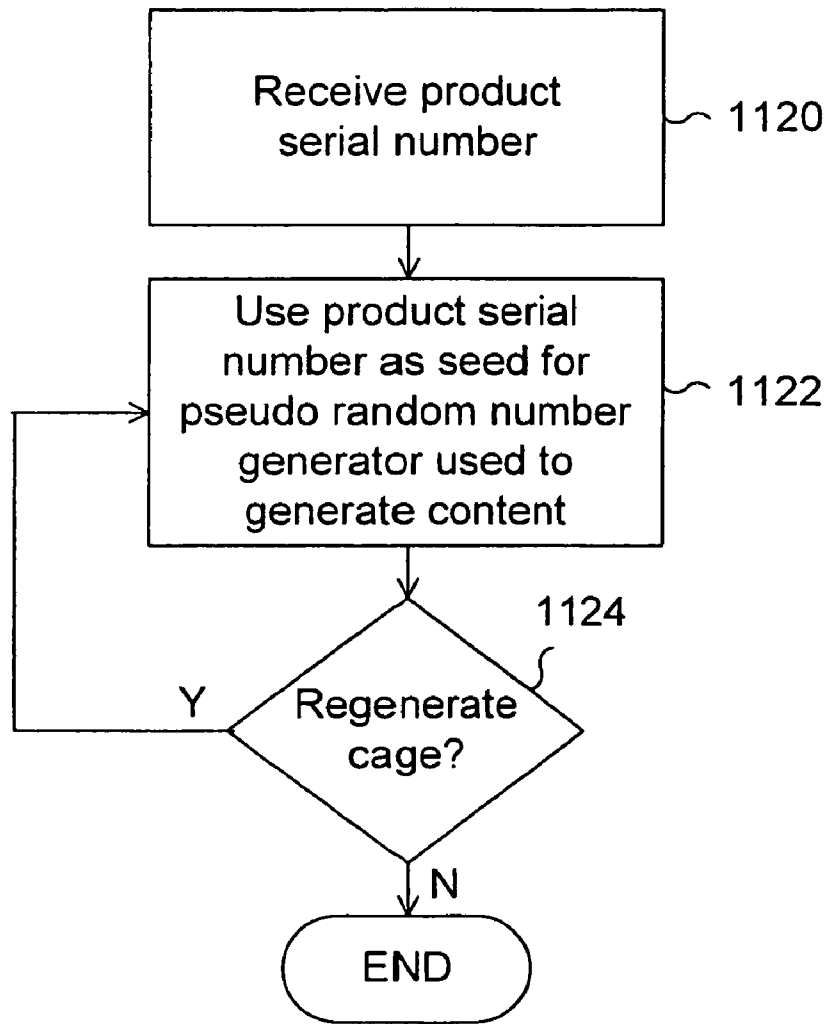 Receive product
serial number
1120
Use product serial
number as seed for
pseudo random number
generator used to
generate content
1122
1124
Regenerate
cage?
Y
N
END